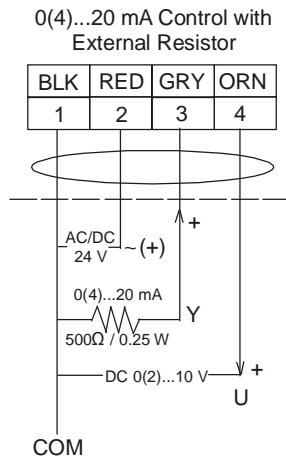 0(4)...20 mA Control with
External Resistor
BLK RED GRY ORN
1 2 3 4
+
AC/DC
24 V
~ (+)
0(4)...20 mA
Y
500Ω / 0.25 W
DC 0(2)...10 V
+
U
COM